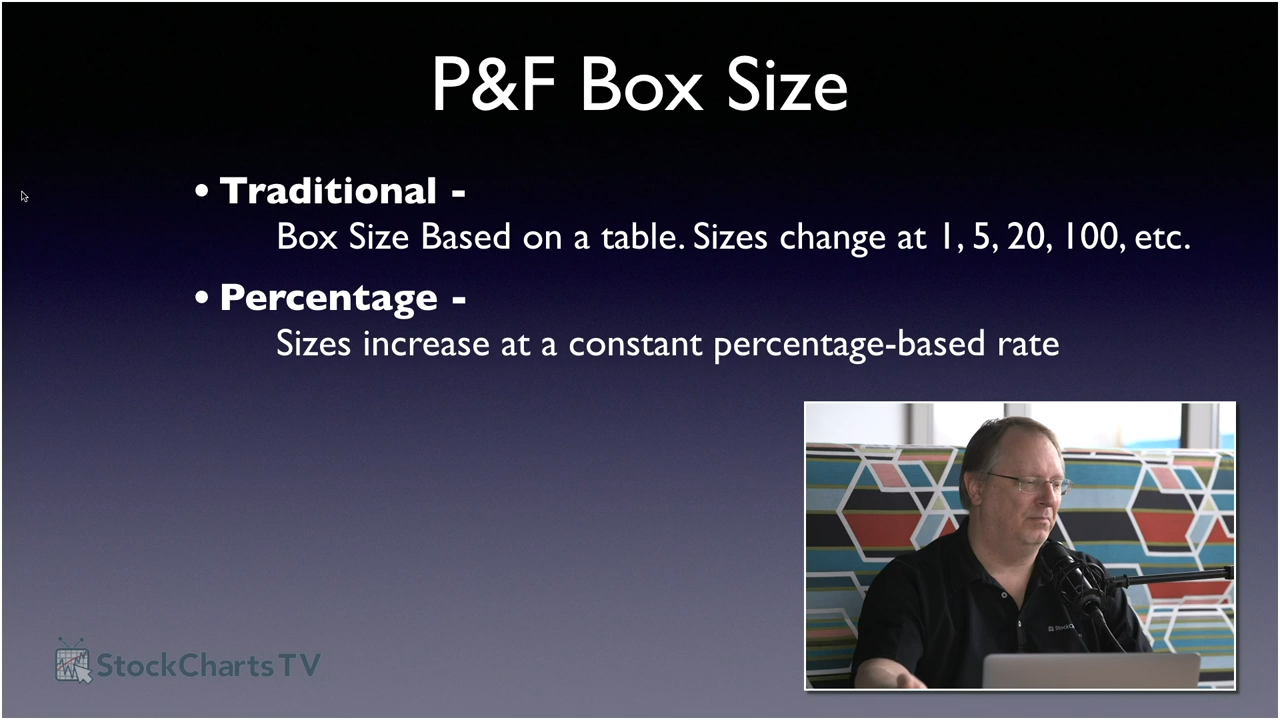 P&F Box Size
• Traditional -
Box Size Based on a table. Sizes change at 1, 5, 20, 100, etc.
• Percentage -
Sizes increase at a constant percentage-based rate
StockCharts TV